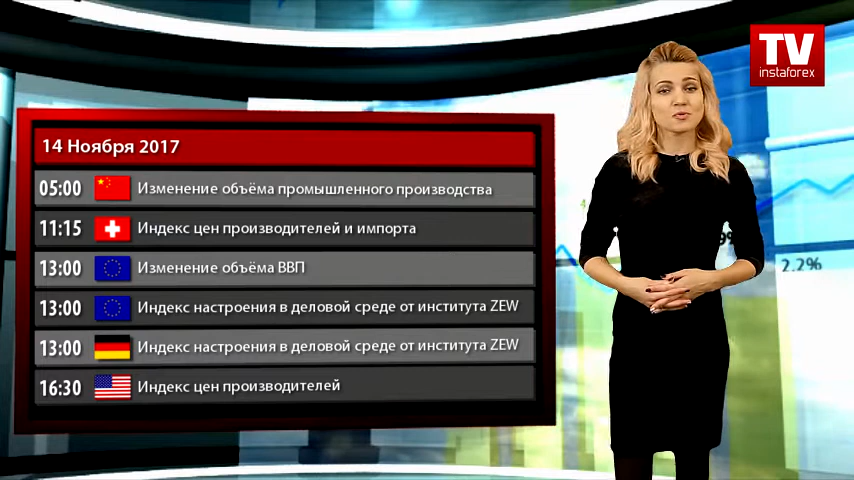 TV
instaforex
14 Ноября 2017
05:00 Изменение объёма промышленного производства
11:15 Индекс цен производителей и импорта
13:00 Изменение объёма ВВП
13:00 Индекс настроения в деловой среде от института ZEW
13:00 Индекс настроения в деловой среде от института ZEW
16:30 Индекс цен производителей
2.2%